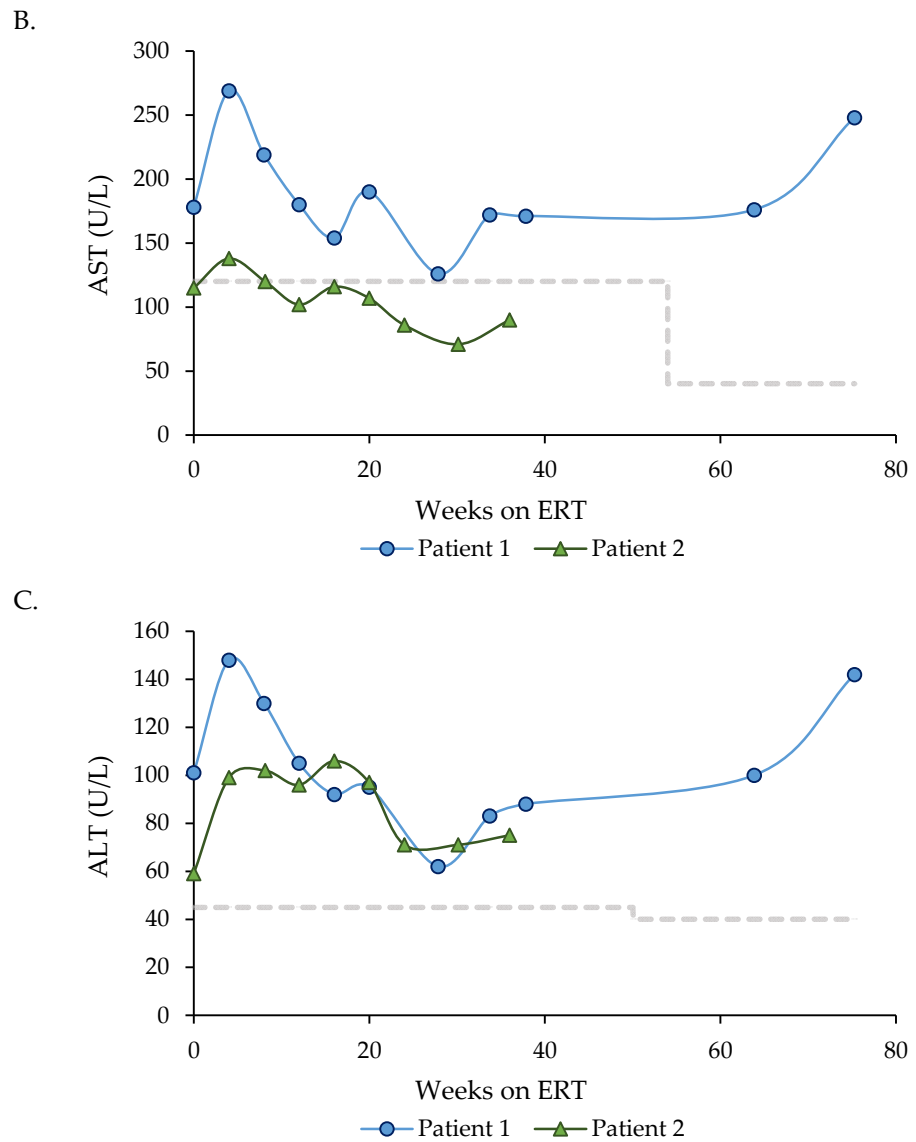 B.
300
250
200
150
100
50
0
AST (U/L)
0 20 40 60 80
Weeks on ERT
Patient 1 Patient 2
C.
160
140
120
100
80
60
40
20
0
ALT (U/L)
0 20 40 60 80
Weeks on ERT
Patient 1 Patient 2